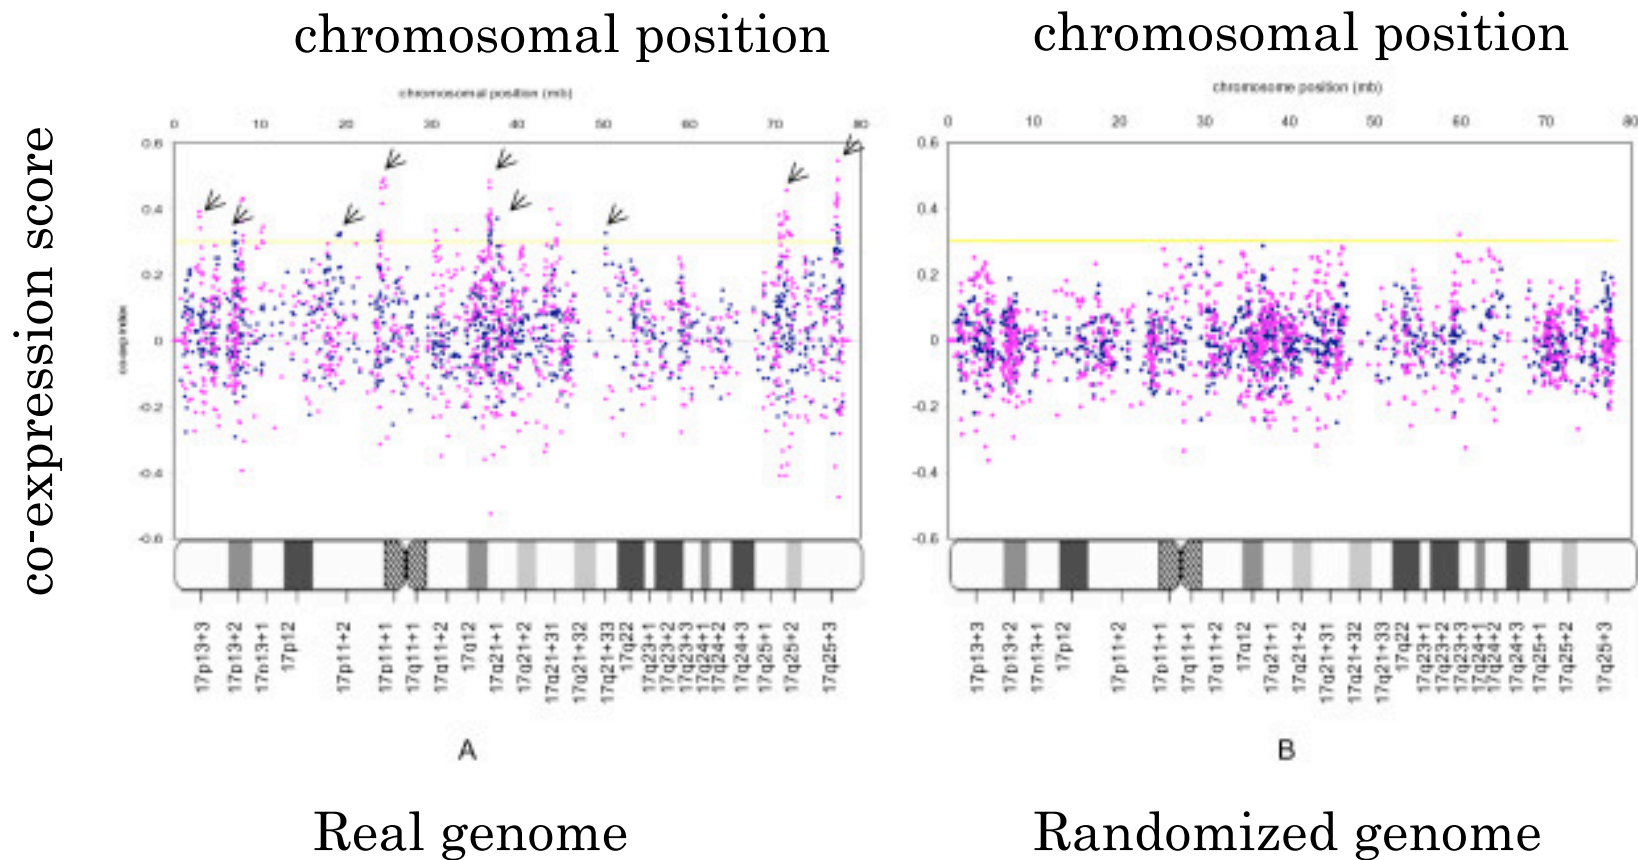 chromosomal position
chromosomal position
chromosomal position (mb)
chromosome position (mb)
0 10 20 30 40 50 60 70 80
0 10 20 30 40 50 60 70 80
co-expression score
0.6
0.4
0.2
0
-0.2
-0.4
-0.6
0.6
0.4
0.2
0
-0.2
-0.4
-0.6
17p13+3
17p13+2
17p12
17p11+2
17p11+1
17q11+1
17q11+2
17q12
17q21+1
17q21+2
17q21+31
17q21+32
17q21+33
17q22
17q23+1
17q23+2
17q23+3
17q24+1
17q24+2
17q24+3
17q25+1
17q25+2
17q25+3
17p13+3
17p13+2
17p12
17p11+2
17p11+1
17q11+1
17q11+2
17q12
17q21+1
17q21+2
17q21+31
17q21+32
17q21+33
17q22
17q23+1
17q23+2
17q23+3
17q24+1
17q24+2
17q24+3
17q25+1
17q25+2
17q25+3
A
B
Real genome
Randomized genome